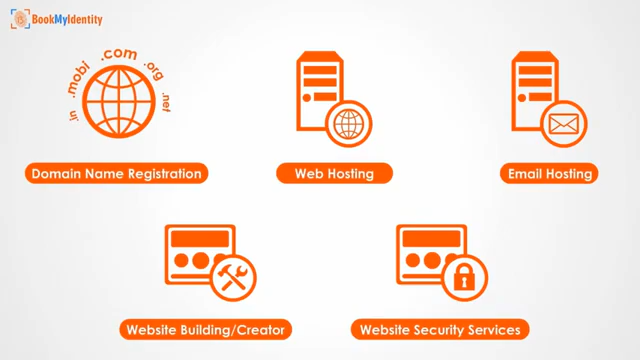 BookMyIdentity
.in .mobi .com .org .net
Domain Name Registration
Web Hosting
Email Hosting
Website Building/Creator
Website Security Services